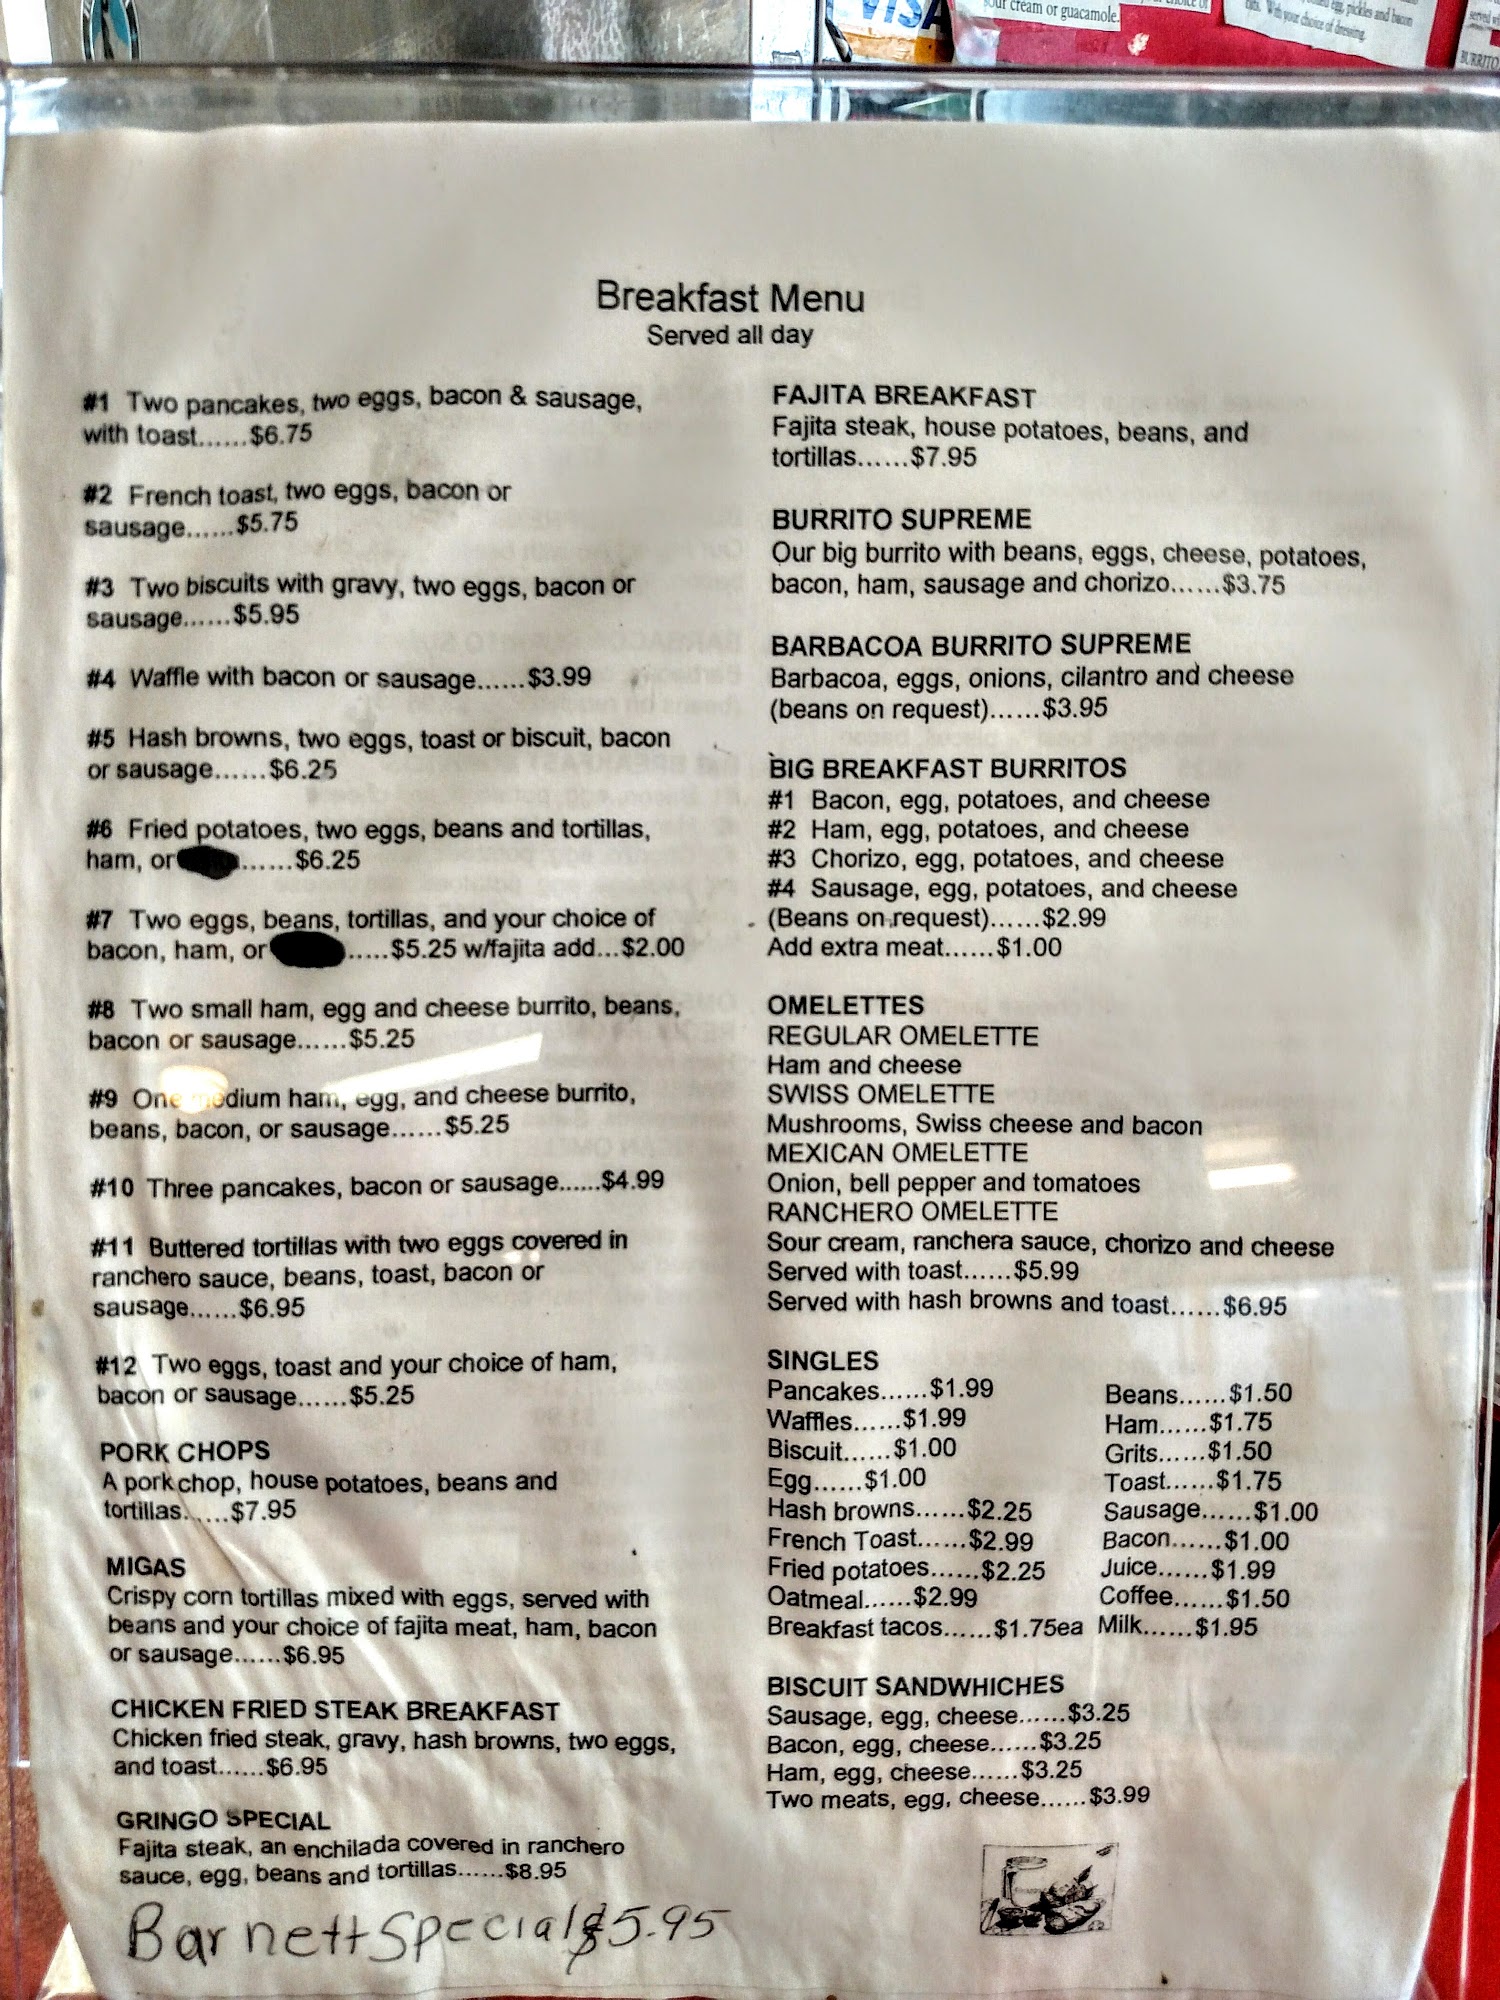 VISA
our cream or guacamole.
egg, pickles and bacon
bits. With your choice of dressing.
served
BURRITO
Breakfast Menu
Served all day
#1 Two pancakes, two eggs, bacon & sausage,
with toast......$6.75
#2 French toast, two eggs, bacon or
sausage......$5.75
#3 Two biscuits with gravy, two eggs, bacon or
sausage......$5.95
#4 Waffle with bacon or sausage......$3.99
#5 Hash browns, two eggs, toast or biscuit, bacon
or sausage......$6.25
#6 Fried potatoes, two eggs, beans and tortillas,
ham, or ......$6.25
#7 Two eggs, beans, tortillas, and your choice of
bacon, ham, or .....$5.25 w/fajita add...$2.00
#8 Two small ham, egg and cheese burrito, beans,
bacon or sausage......$5.25
#9 One medium ham, egg, and cheese burrito,
beans, bacon, or sausage......$5.25
#10 Three pancakes, bacon or sausage......$4.99
#11 Buttered tortillas with two eggs covered in
ranchero sauce, beans, toast, bacon or
sausage......$6.95
#12 Two eggs, toast and your choice of ham,
bacon or sausage......$5.25
PORK CHOPS
A pork chop, house potatoes, beans and
tortillas......$7.95
MIGAS
Crispy corn tortillas mixed with eggs, served with
beans and your choice of fajita meat, ham, bacon
or sausage......$6.95
CHICKEN FRIED STEAK BREAKFAST
Chicken fried steak, gravy, hash browns, two eggs,
and toast......$6.95
GRINGO SPECIAL
Fajita steak, an enchilada covered in ranchero
sauce, egg, beans and tortillas......$8.95
Barnett Special $5.95
FAJITA BREAKFAST
Fajita steak, house potatoes, beans, and
tortillas......$7.95
BURRITO SUPREME
Our big burrito with beans, eggs, cheese, potatoes,
bacon, ham, sausage and chorizo......$3.75
BARBACOA BURRITO SUPREME
Barbacoa, eggs, onions, cilantro and cheese
(beans on request)......$3.95
BIG BREAKFAST BURRITOS
#1 Bacon, egg, potatoes, and cheese
#2 Ham, egg, potatoes, and cheese
#3 Chorizo, egg, potatoes, and cheese
#4 Sausage, egg, potatoes, and cheese
(Beans on request)......$2.99
Add extra meat......$1.00
OMELETTES
REGULAR OMELETTE
Ham and cheese
SWISS OMELETTE
Mushrooms, Swiss cheese and bacon
MEXICAN OMELETTE
Onion, bell pepper and tomatoes
RANCHERO OMELETTE
Sour cream, ranchera sauce, chorizo and cheese
Served with toast......$5.99
Served with hash browns and toast......$6.95
SINGLES
Pancakes......$1.99
Waffles......$1.99
Biscuit......$1.00
Egg......$1.00
Hash browns......$2.25
French Toast......$2.99
Fried potatoes......$2.25
Oatmeal......$2.99
Breakfast tacos......$1.75ea
Beans......$1.50
Ham......$1.75
Grits......$1.50
Toast......$1.75
Sausage......$1.00
Bacon......$1.00
Juice......$1.99
Coffee......$1.50
Milk......$1.95
BISCUIT SANDWHICHES
Sausage, egg, cheese......$3.25
Bacon, egg, cheese......$3.25
Ham, egg, cheese......$3.25
Two meats, egg, cheese......$3.99